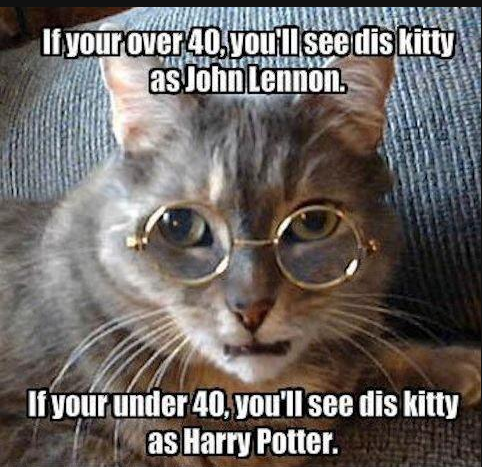 If your over 40, you'll see dis kitty
as John Lennon.
If your under 40, you'll see dis kitty
as Harry Potter.